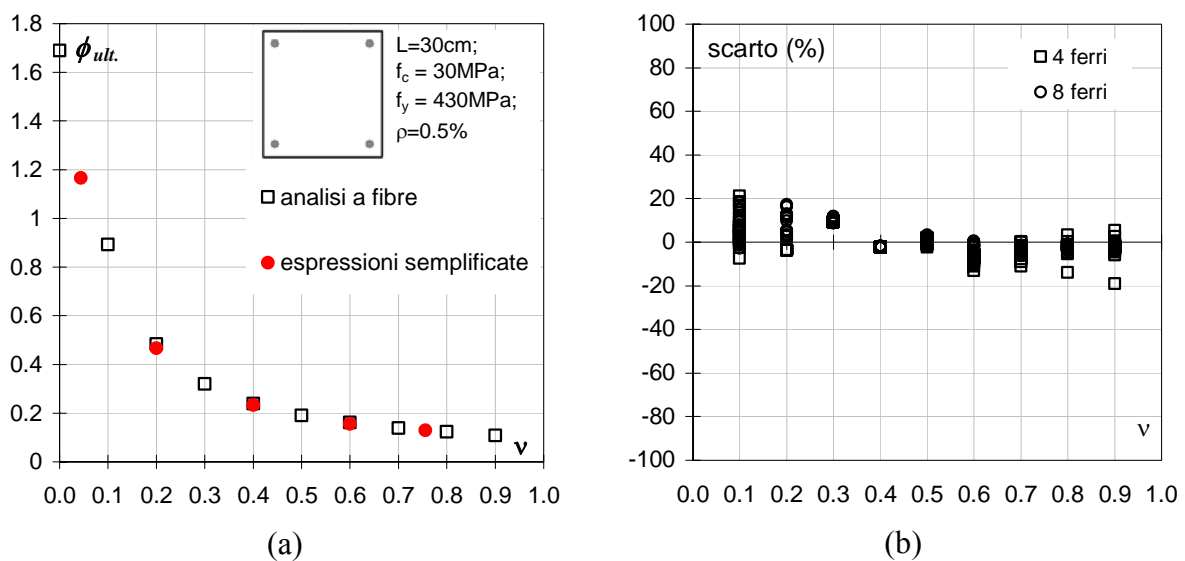 1.8
1.6
1.4
1.2
1
0.8
0.6
0.4
0.2
0
ϕult.
L=30cm;
fc = 30MPa;
fy = 430MPa;
ρ=0.5%
analisi a fibre
espressioni semplificate
ν
0.0 0.1 0.2 0.3 0.4 0.5 0.6 0.7 0.8 0.9 1.0
(a)
100
80
60
40
20
0
-20
-40
-60
-80
-100
scarto (%)
4 ferri
8 ferri
ν
0.0 0.1 0.2 0.3 0.4 0.5 0.6 0.7 0.8 0.9 1.0
(b)